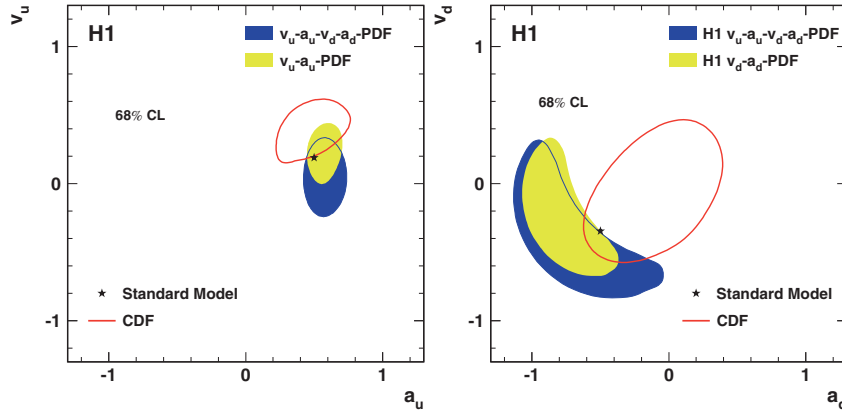 v_u
H1
v_u-a_u-v_d-a_d-PDF
v_u-a_u-PDF
68% CL
1
0
-1
Standard Model
CDF
-1
0
1
a_u
v_d
H1
H1 v_u-a_u-v_d-a_d-PDF
H1 v_d-a_d-PDF
68% CL
1
0
-1
Standard Model
CDF
-1
0
1